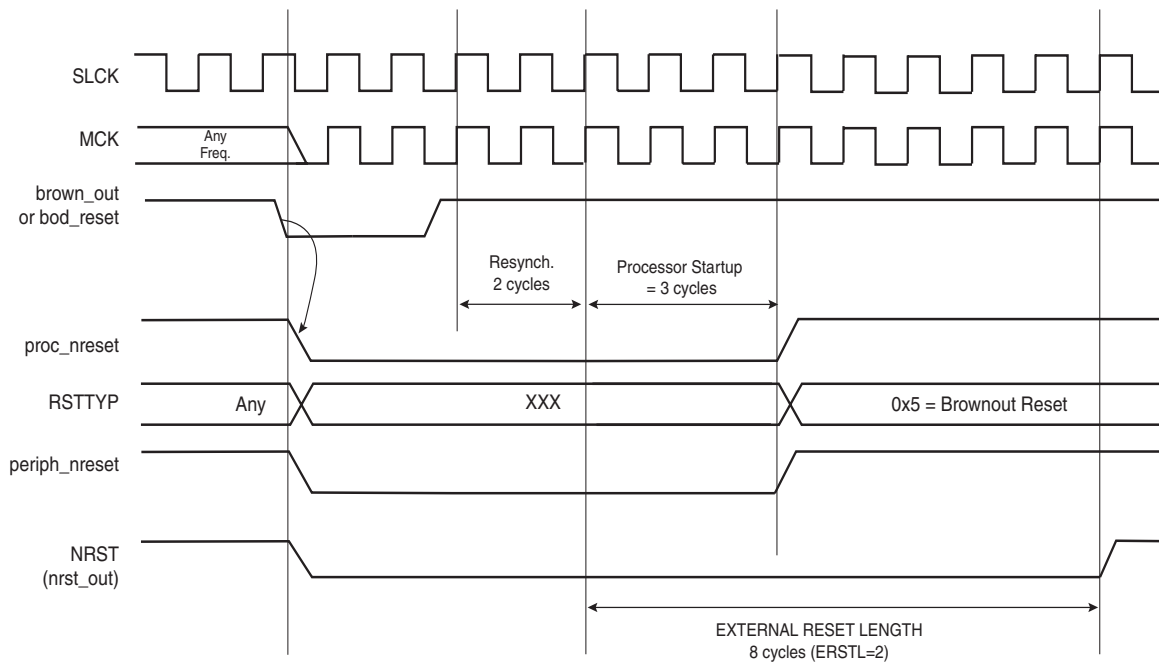 SLCK
MCK
Any
Freq.
brown_out
or bod_reset
Resynch.
2 cycles
Processor Startup
= 3 cycles
proc_nreset
RSTTYP
Any
XXX
0x5 = Brownout Reset
periph_nreset
NRST
(nrst_out)
EXTERNAL RESET LENGTH
8 cycles (ERSTL=2)